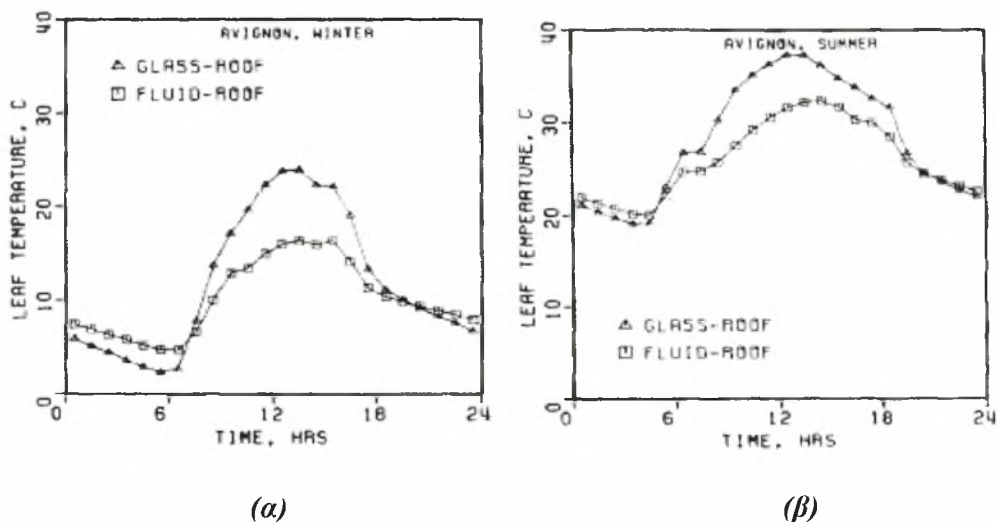 AVIGNON, WINTER
GLASS-ROOF
FLUID-ROOF
LEAF TEMPERATURE, C
40
30
20
10
0
0 6 12 18 24
TIME, HRS
(α)
AVIGNON, SUMMER
LEAF TEMPERATURE, C
40
30
20
10
0
GLASS-ROOF
FLUID-ROOF
0 6 12 18 24
TIME, HRS
(β)